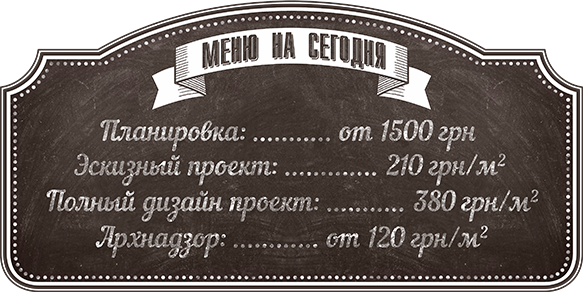 МЕНЮ НА СЕГОДНЯ
Планировка: ........... от 1500 грн
Эскизный проект: ............. 210 грн/м²
Полный дизайн проект: ........... 380 грн/м²
Архнадзор: ............ от 120 грн/м²